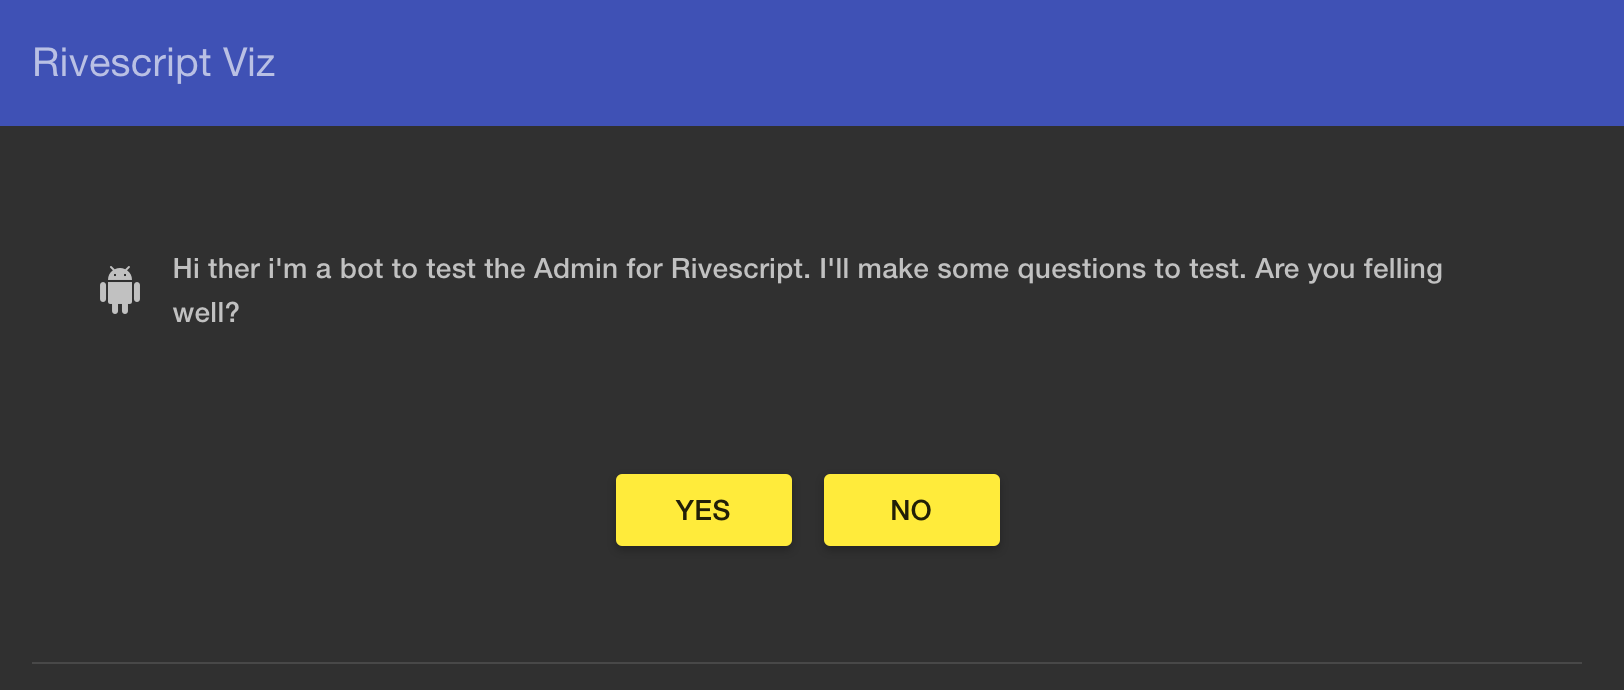 Rivescript Viz
Hi ther i'm a bot to test the Admin for Rivescript. I'll make some questions to test. Are you felling
well?
YES
NO